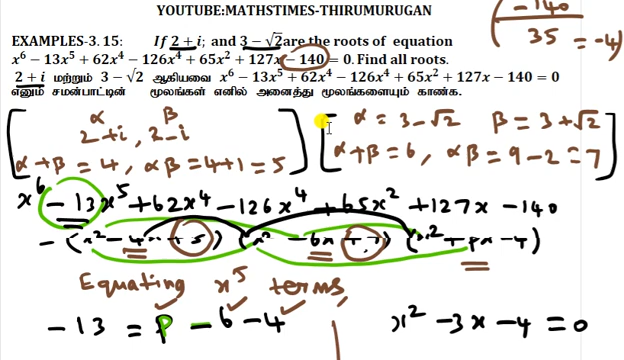 YOUTUBE:MATHSTIMES-THIRUMURUGAN
-140
35 = -4)
EXAMPLES-3.15: If 2 + i; and 3 − √2 are the roots of equation
x⁶ − 13x⁵ + 62x⁴ − 126x⁴ + 65x² + 127x − 140 = 0. Find all roots.
2 + i மற்றும் 3 − √2 ஆகியவை x⁶ − 13x⁵ + 62x⁴ − 126x⁴ + 65x² + 127x − 140 = 0
எனும் சமன்பாட்டின் மூலங்கள் எனில் அனைத்து மூலங்களையும் காண்க.
α β
2+i, 2-i
α+β = 4, αβ = 4+1 = 5
α = 3-√2 β = 3+√2
α+β = 6, αβ = 9-2 = 7
x⁶ -13x⁵ +62x⁴ -126x⁴ +65x² +127x -140
= (x² -4x +5) (x² -6x +7) (x² +px -4)
Equating x⁵ terms,
-13 = p -6 -4
x² -3x -4 = 0